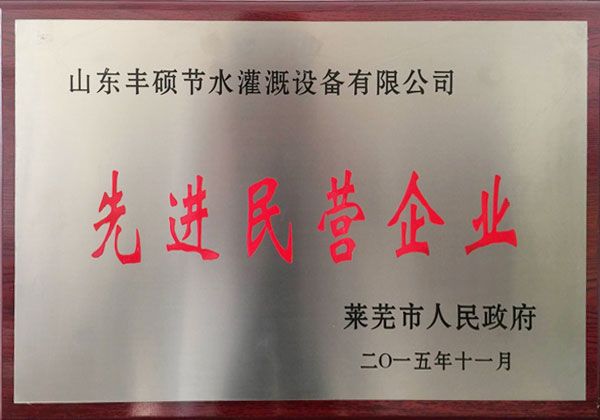 山东丰硕节水灌溉设备有限公司
先进民营企业
莱芜市人民政府
二〇一五年十一月